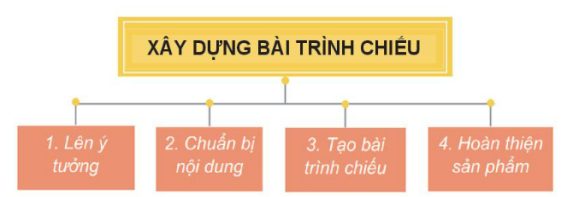 XÂY DỰNG BÀI TRÌNH CHIẾU
1. Lên ý
tưởng
2. Chuẩn bị
nội dung
3. Tạo bài
trình chiếu
4. Hoàn thiện
sản phẩm